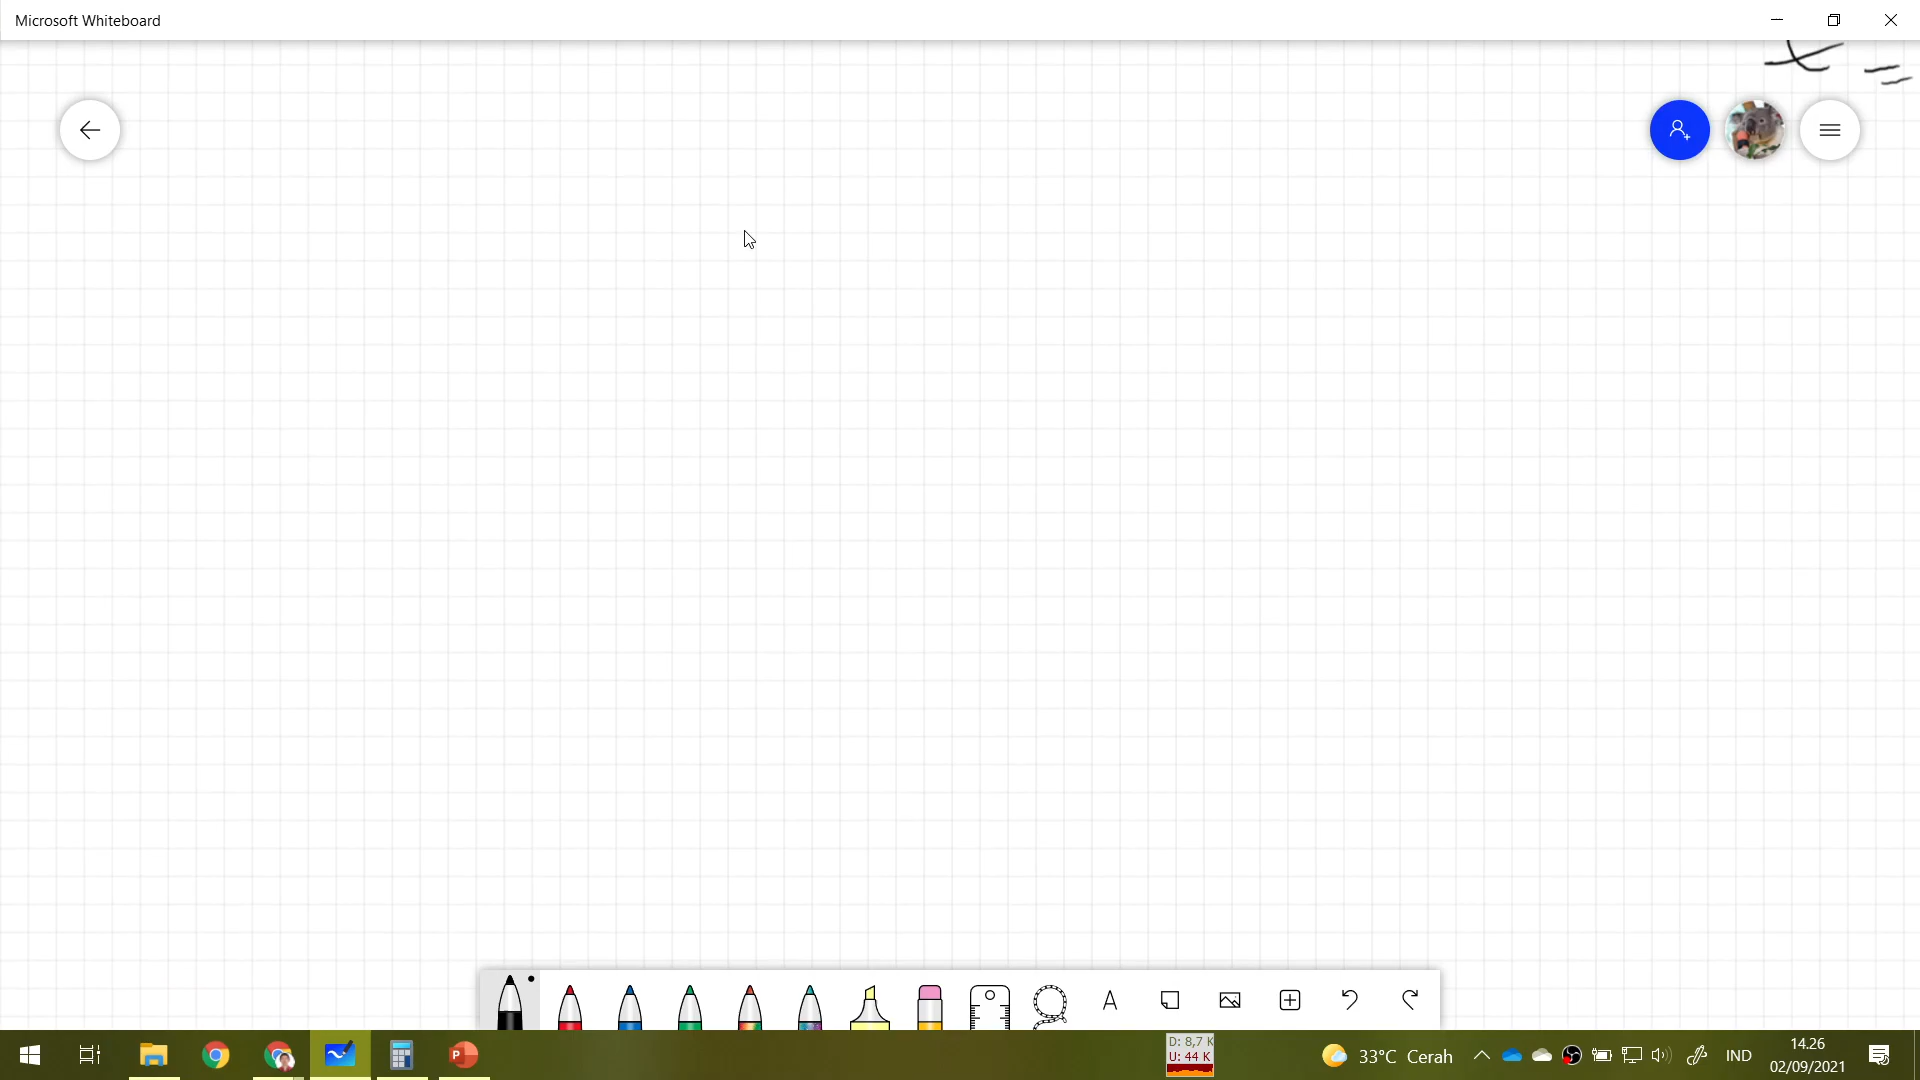 Microsoft Whiteboard
D: 8,7 K
U: 44 K
33°C Cerah
IND
14.26
02/09/2021